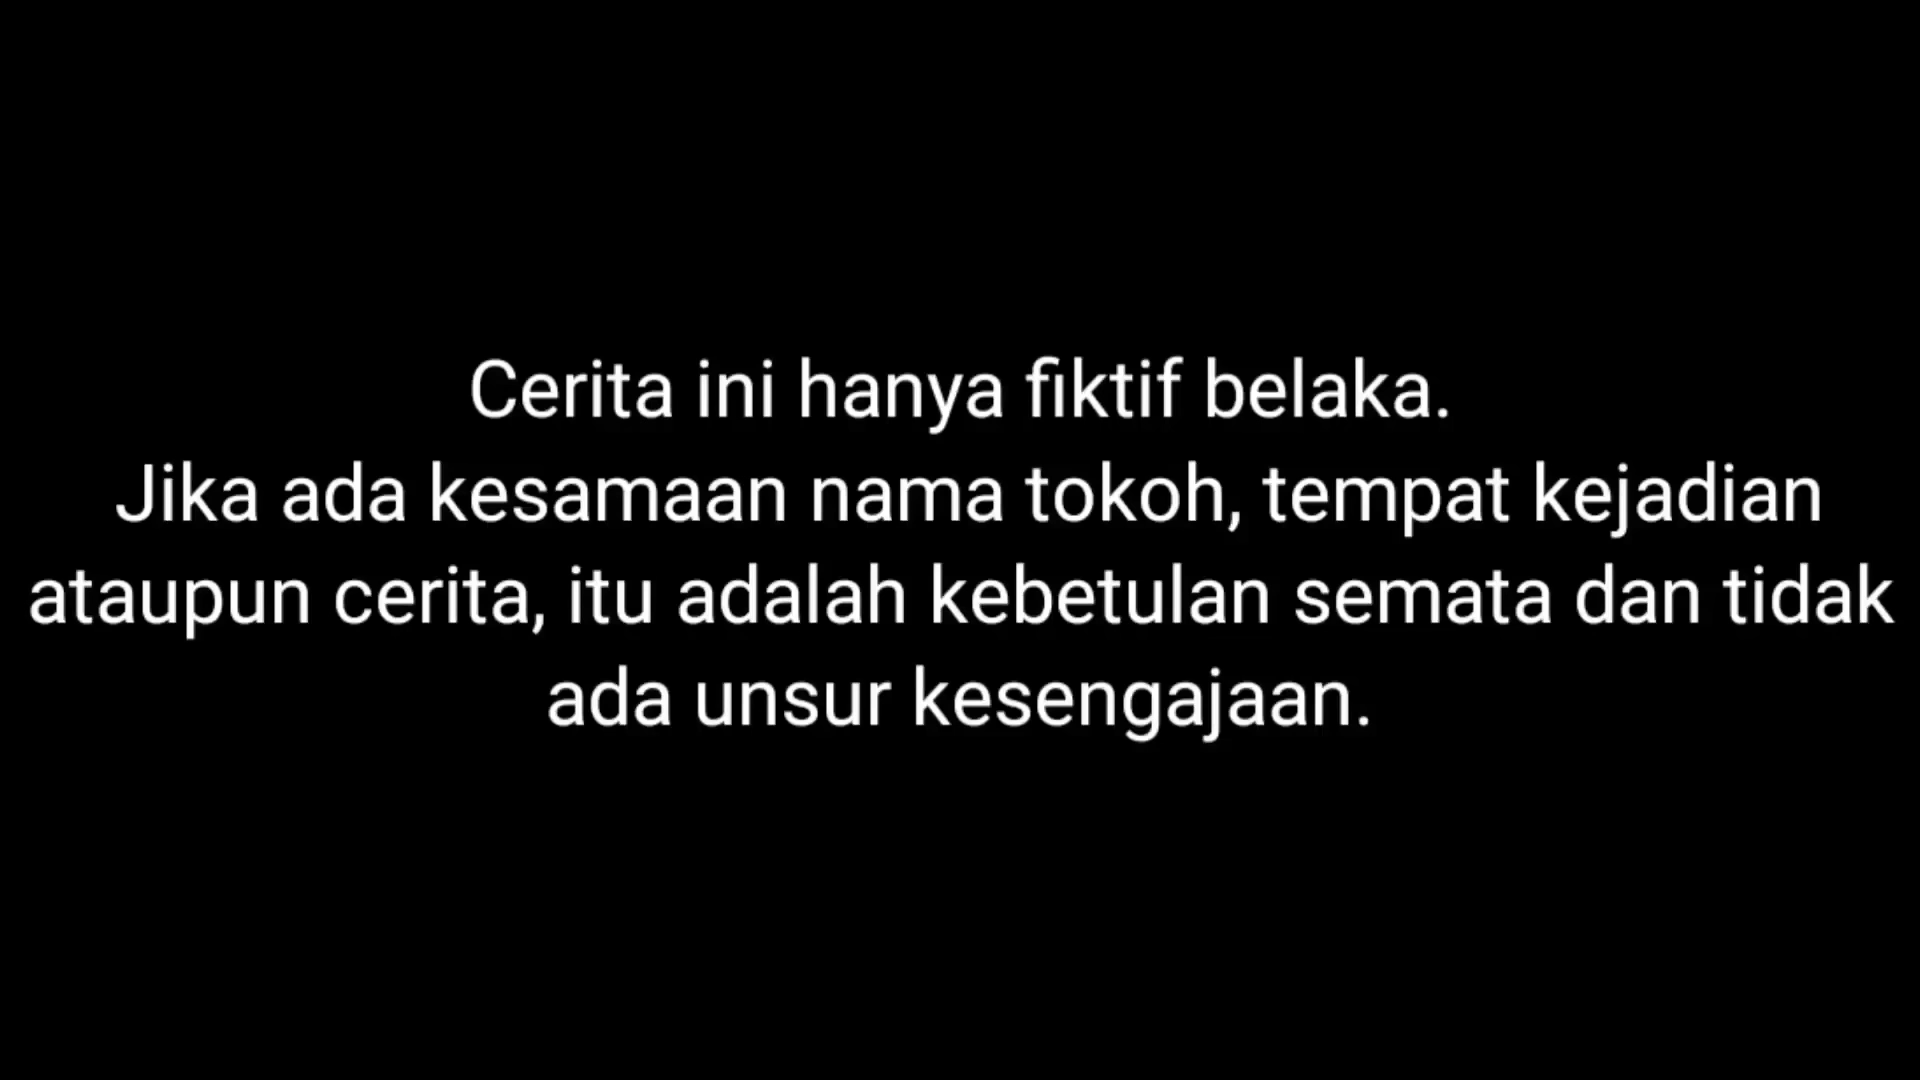 Cerita ini hanya fiktif belaka.
Jika ada kesamaan nama tokoh, tempat kejadian
ataupun cerita, itu adalah kebetulan semata dan tidak
ada unsur kesengajaan.